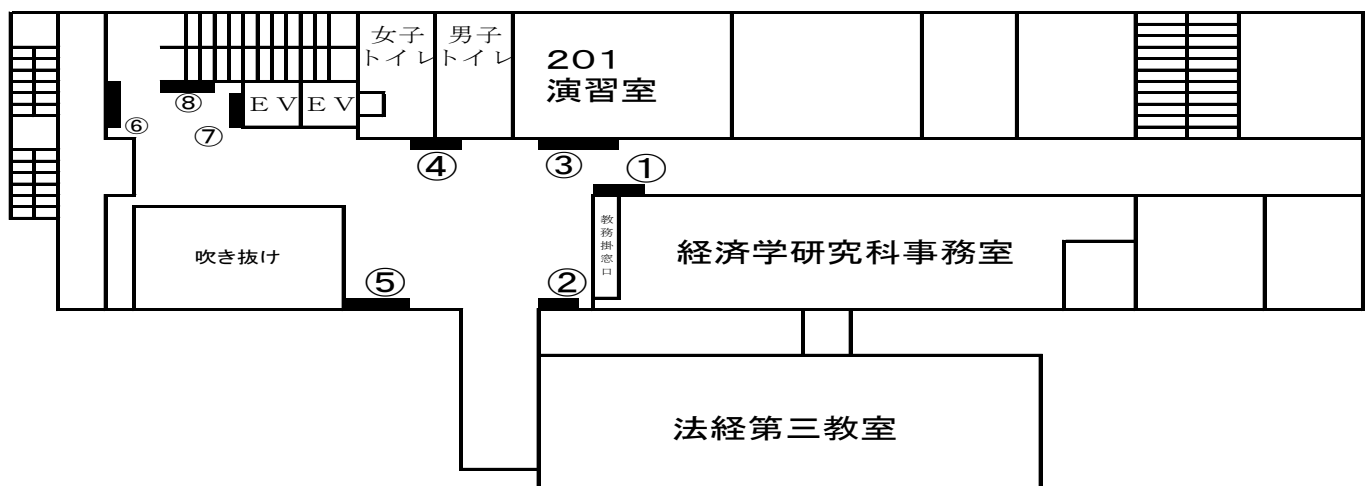 女子
トイレ
男子
トイレ
201
演習室
⑧
ＥＶ
ＥＶ
⑥
⑦
④
③
①
教務掛窓口
経済学研究科事務室
吹き抜け
⑤
②
法経第三教室